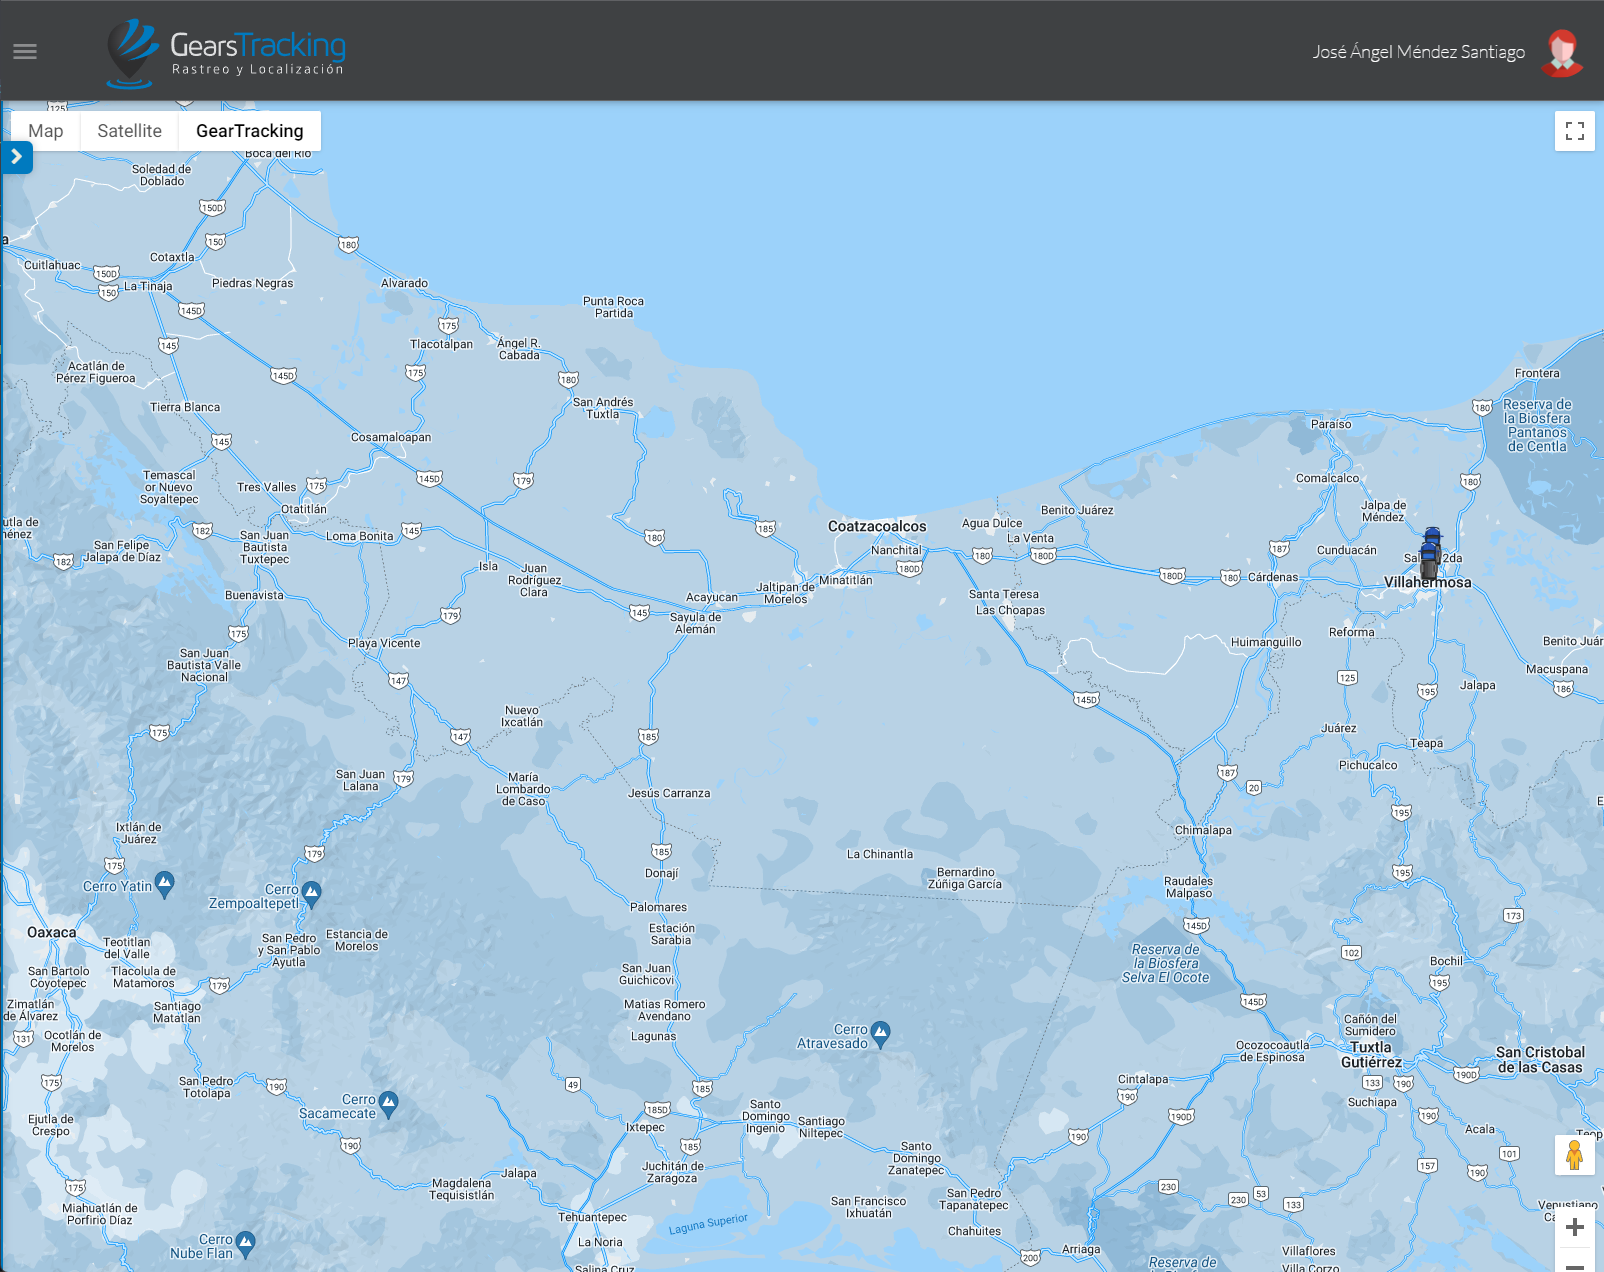 GearsTracking
Rastreo y Localización
José Ángel Méndez Santiago
Map
Satellite
GearTracking
125
Boca del Río
Soledad de
Doblado
150D
150
180
Cotaxtla
Cuitlahuac
150D
150
La Tinaja
Piedras Negras
Alvarado
145D
Punta Roca
Partida
175
145
Tlacotalpan
Ángel R.
Cabada
Acatlán de
Pérez Figueroa
145D
175
180
Frontera
Tierra Blanca
San Andrés
Tuxtla
180
Reserva de
la Biosfera
Pantanos
de Centla
Paraíso
145
Cosamaloapan
Temascal
or Nuevo
Soyaltepec
Tres Valles
175
145D
179
Comalcalco
180
Otatitlán
Jalpa de
Méndez
Benito Juárez
Coatzacoalcos
Agua Dulce
La Venta
185
182
San Juan
Bautista
Tuxtepec
Loma Bonita
145
180
San Felipe
Jalapa de Díaz
182
Nanchital
180
180D
187
Cunduacán
Isla
Juan
Rodríguez
Clara
180D
Minatitlán
Jaltipan de
Morelos
180D
180
Cárdenas
Villahermosa
Buenavista
Acayucan
145
Sayula de
Alemán
Santa Teresa
Las Choapas
179
175
Playa Vicente
Reforma
Huimanguillo
San Juan
Bautista Valle
Nacional
147
125
195
Jalapa
Macuspana
186
145D
Nuevo
Ixcatlán
175
147
185
Juárez
Teapa
Pichucalco
San Juan
Lalana
179
María
Lombardo
de Caso
Jesús Carranza
187
20
195
Ixtlán de
Juárez
Chimalapa
179
185
La Chinantla
175
Donají
Bernardino
Zúñiga García
195
Cerro Yatin
Cerro
Zempoaltepetl
Raudales
Malpaso
Palomares
173
145D
Oaxaca
Teotitlan
del Valle
San Pedro
y San Pablo
Ayutla
Estancia de
Morelos
Estación
Sarabia
Reserva de
la Biosfera
Selva El Ocote
102
Bochil
San Bartolo
Coyotepec
Tlacolula de
Matamoros
179
San Juan
Guichicovi
195
Zimatlán
de Álvarez
Santiago
Matatlan
Matias Romero
Avendano
145D
131
Ocotlán de
Morelos
Lagunas
Cerro
Atravesado
Cañón del
Sumidero
Ocozocoautla
de Espinosa
Tuxtla
Gutiérrez
San Cristobal
de las Casas
175
San Pedro
Totolapa
190
49
185
Cintalapa
190
133
190
190D
Suchiapa
Cerro
Sacamecate
185D
Santo
Domingo
Ingenio
Santiago
Niltepec
190D
190
Acala
Ejutla de
Crespo
Ixtepec
190
185
190
101
Santo
Domingo
Zanatepec
Juchitán de
Zaragoza
Jalapa
157
190
175
Magdalena
Tequisistlán
230
230
53
133
San Pedro
Tapanatepec
San Francisco
Ixhuatán
Miahuatlán de
Porfirio Díaz
Tehuantepec
Laguna Superior
Chahuites
Cerro
Nube Flan
La Noria
200
Arriaga
Villaflores
Salina Cruz
Reserva de
la Biosfera
Villa Corzo